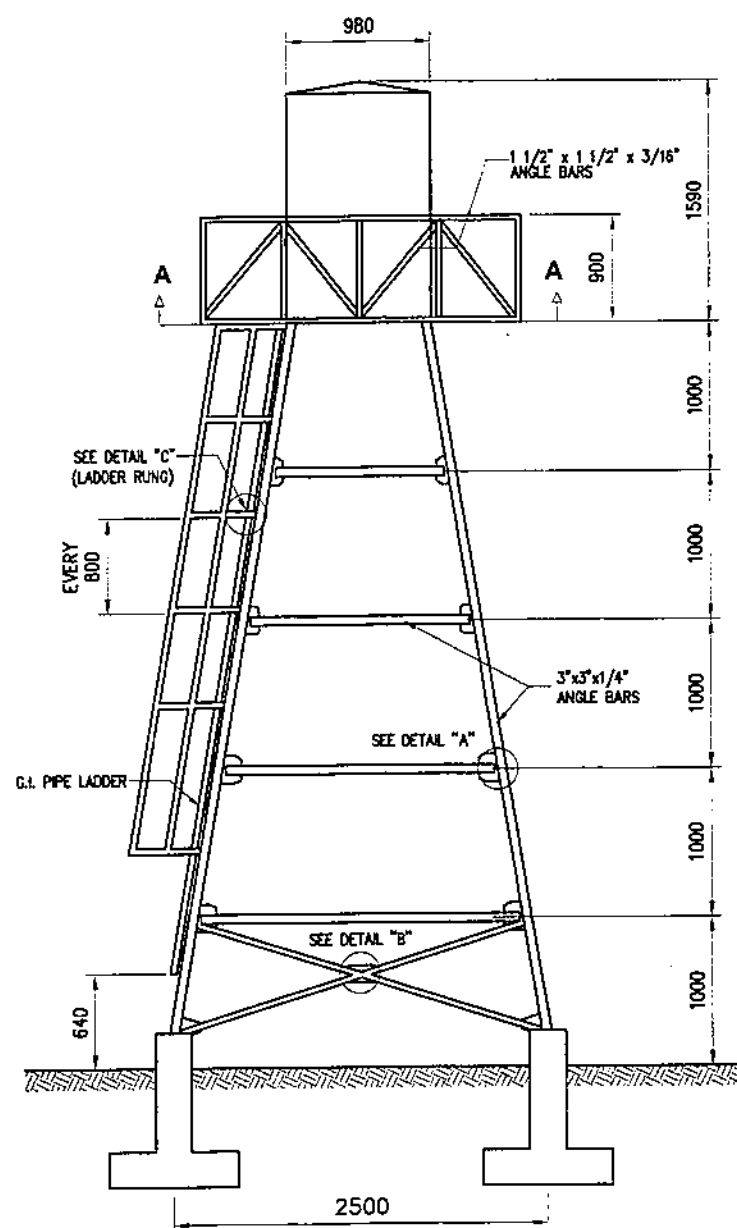 980
1 1/2" x 1 1/2" x 3/16"
ANGLE BARS
1590
900
A
A
1000
SEE DETAIL "C"
(LADDER RUNG)
1000
EVERY
800
1000
3"x3"x1/4"
ANGLE BARS
SEE DETAIL "A"
G.I. PIPE LADDER
1000
SEE DETAIL "B"
1000
640
2500